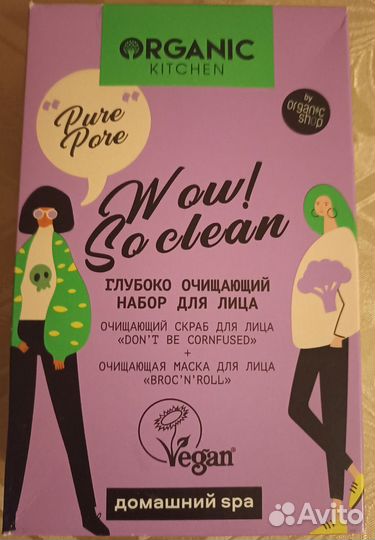 ORGANIC
KITCHEN
by
organic
shop
"Pure
Pore"
Wow!
So clean
ГЛУБОКО ОЧИЩАЮЩИЙ
НАБОР ДЛЯ ЛИЦА
ОЧИЩАЮЩИЙ СКРАБ ДЛЯ ЛИЦА
«DON'T BE CORNFUSED»
+
ОЧИЩАЮЩАЯ МАСКА ДЛЯ ЛИЦА
«BROC'N'ROLL»
Vegan
домашний spa
Avito